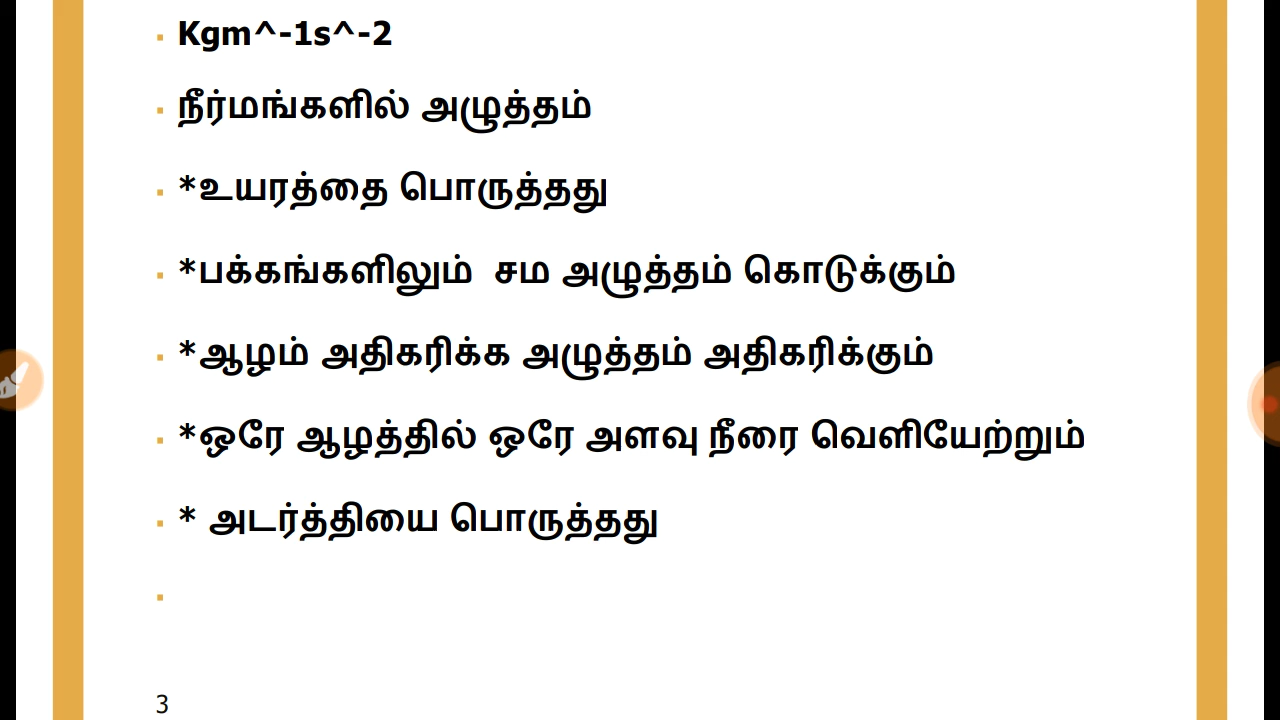 Kgm^-1s^-2
நீர்மங்களில் அழுத்தம்
*உயரத்தை பொருத்தது
*பக்கங்களிலும் சம அழுத்தம் கொடுக்கும்
*ஆழம் அதிகரிக்க அழுத்தம் அதிகரிக்கும்
*ஒரே ஆழத்தில் ஒரே அளவு நீரை வெளியேற்றும்
* அடர்த்தியை பொருத்தது
3